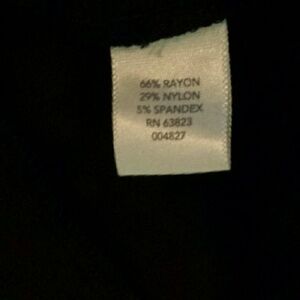 66% RAYON
29% NYLON
5% SPANDEX
RN 63823
004827